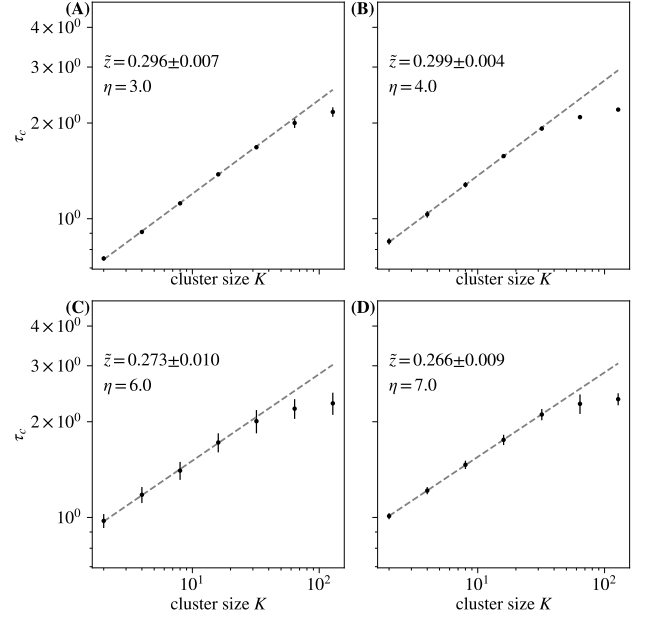 (A) (B)
4 × 10⁰
3 × 10⁰
2 × 10⁰
10⁰
τc
z̃ = 0.296±0.007
η = 3.0
cluster size K
z̃ = 0.299±0.004
η = 4.0
cluster size K
(C) (D)
4 × 10⁰
3 × 10⁰
2 × 10⁰
10⁰
τc
z̃ = 0.273±0.010
η = 6.0
10¹ 10²
cluster size K
z̃ = 0.266±0.009
η = 7.0
10¹ 10²
cluster size K